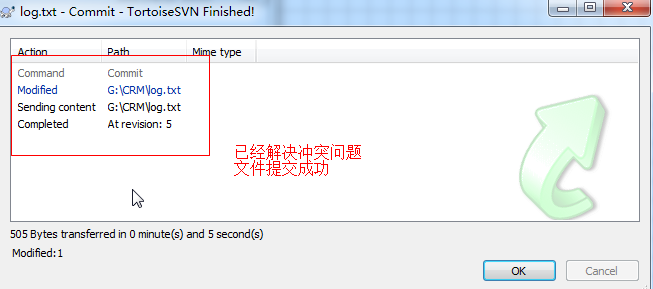 log.txt - Commit - TortoiseSVN Finished!
Action Path Mime type
Command Commit
Modified G:\CRM\log.txt
Sending content G:\CRM\log.txt
Completed At revision: 5
已经解决冲突问题
文件提交成功
505 Bytes transferred in 0 minute(s) and 5 second(s)
Modified:1
OK Cancel